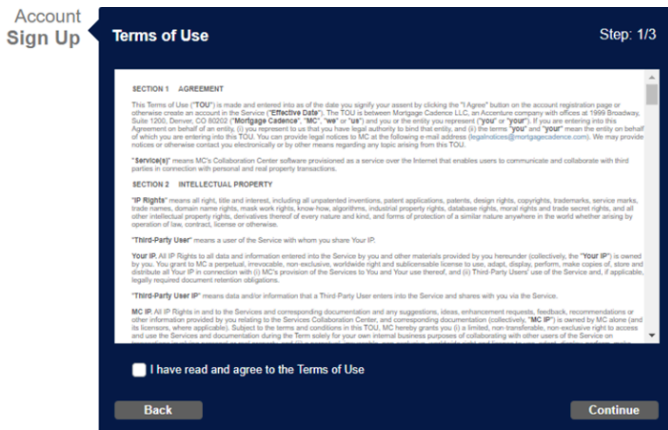 Account
Sign Up
Terms of Use
Step: 1/3
SECTION 1 AGREEMENT
This Terms of Use ("TOU") is made and entered into as of the date you signify your assent by clicking the "I Agree" button on the account registration page or
otherwise create an account in the Service ("Effective Date"). The TOU is between Mortgage Cadence LLC, an Accenture company with offices at 1999 Broadway,
Suite 1200, Denver, CO 80202 ("Mortgage Cadence", "MC", "we" or "us") and you or the entity you represent ("you" or "your"). If you are entering into this
Agreement on behalf of an entity, (i) you represent to us that you have legal authority to bind that entity, and (ii) the terms "you" and "your" mean the entity on behalf
of which you are entering into this TOU. You can provide legal notices to MC at the following e-mail address (legalnotices@mortgagecadence.com). We may provide
notices or otherwise contact you electronically or by other means regarding any topic arising from this TOU.
"Service(s)" means MC's Collaboration Center software provisioned as a service over the Internet that enables users to communicate and collaborate with third
parties in connection with personal and real property transactions.
SECTION 2 INTELLECTUAL PROPERTY
"IP Rights" means all right, title and interest, including all unpatented inventions, patent applications, patents, design rights, copyrights, trademarks, service marks,
trade names, domain name rights, mask work rights, know-how, algorithms, industrial property rights, database rights, moral rights and trade secret rights, and all
other intellectual property rights, derivatives thereof of every nature and kind, and forms of protection of a similar nature anywhere in the world whether arising by
operation of law, contract, license or otherwise.
"Third-Party User" means a user of the Service with whom you share Your IP.
Your IP. All IP Rights to all data and information entered into the Service by you and other materials provided by you hereunder (collectively, the "Your IP") is owned
by you. You grant to MC a perpetual, irrevocable, non-exclusive, worldwide right and sublicensable license to use, adapt, display, perform, make copies of, store and
distribute all Your IP in connection with (i) MC's provision of the Services to You and Your use thereof, and (ii) Third-Party Users' use of the Service and, if applicable,
legally required document retention obligations.
"Third-Party User IP" means data and/or information that a Third-Party User enters into the Service and shares with you via the Service.
MC IP. All IP Rights in and to the Services and corresponding documentation and any suggestions, ideas, enhancement requests, feedback, recommendations or
other information provided by you relating to the Services Collaboration Center, and corresponding documentation (collectively, "MC IP") is owned by MC alone (and
its licensors, where applicable). Subject to the terms and conditions in this TOU, MC hereby grants you (i) a limited, non-transferable, non-exclusive right to access
and use the Services and documentation during the Term solely for your own internal business purposes of collaborating with other users of the Service on
I have read and agree to the Terms of Use
Back
Continue